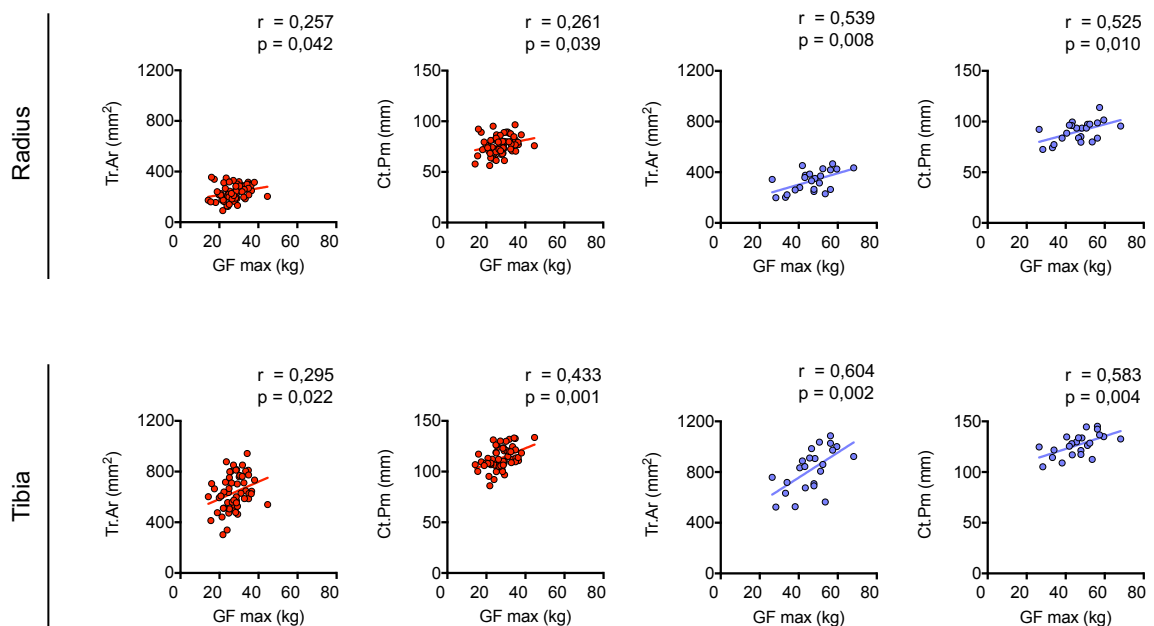 Radius
r = 0,257
p = 0,042
Tr.Ar (mm²)
1200
800
400
0
0 20 40 60 80
GF max (kg)
r = 0,261
p = 0,039
Ct.Pm (mm)
150
100
50
0
0 20 40 60 80
GF max (kg)
r = 0,539
p = 0,008
Tr.Ar (mm²)
1200
800
400
0
0 20 40 60 80
GF max (kg)
r = 0,525
p = 0,010
Ct.Pm (mm)
150
100
50
0
0 20 40 60 80
GF max (kg)
Tibia
r = 0,295
p = 0,022
Tr.Ar (mm²)
1200
800
400
0
0 20 40 60 80
GF max (kg)
r = 0,433
p = 0,001
Ct.Pm (mm)
150
100
50
0
0 20 40 60 80
GF max (kg)
r = 0,604
p = 0,002
Tr.Ar (mm²)
1200
800
400
0
0 20 40 60 80
GF max (kg)
r = 0,583
p = 0,004
Ct.Pm (mm)
150
100
50
0
0 20 40 60 80
GF max (kg)